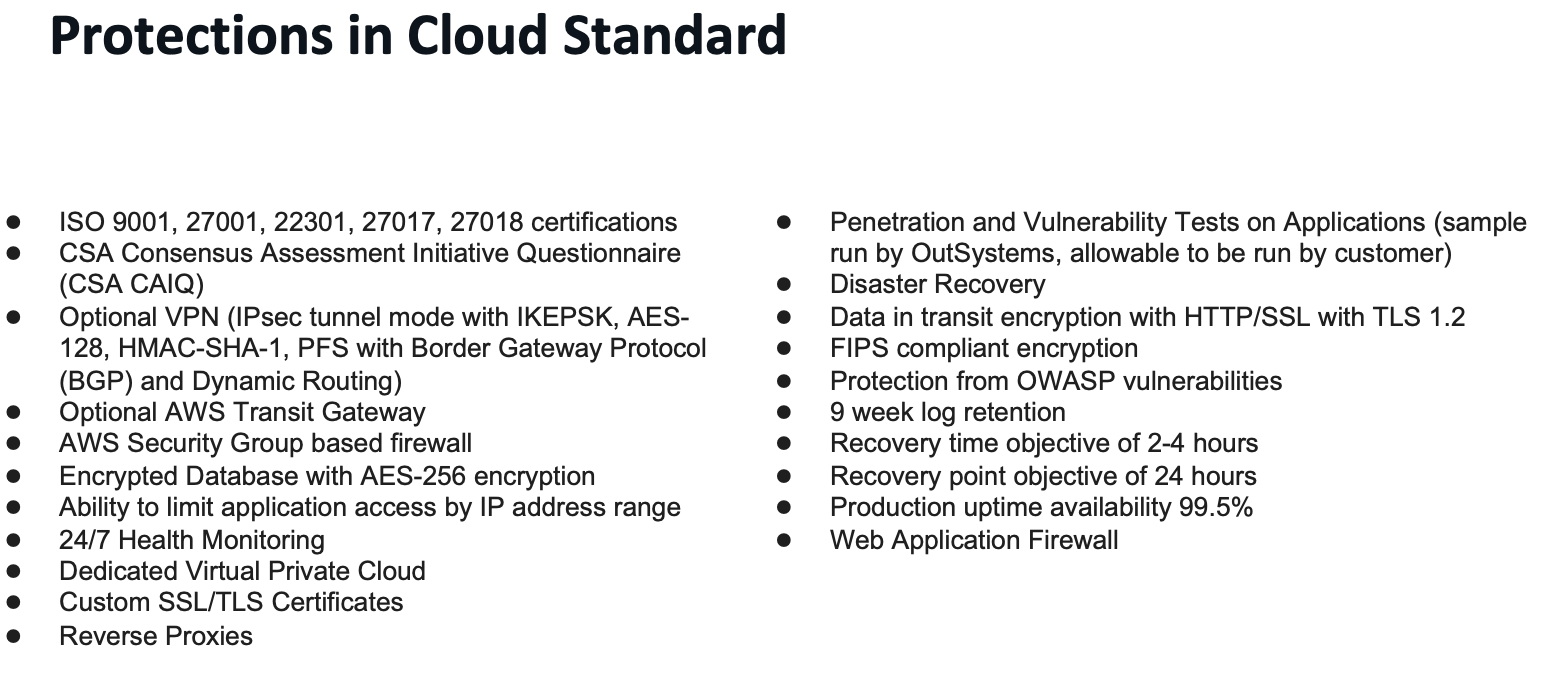 Protections in Cloud Standard
● ISO 9001, 27001, 22301, 27017, 27018 certifications
● CSA Consensus Assessment Initiative Questionnaire
(CSA CAIQ)
● Optional VPN (IPsec tunnel mode with IKEPSK, AES-
128, HMAC-SHA-1, PFS with Border Gateway Protocol
(BGP) and Dynamic Routing)
● Optional AWS Transit Gateway
● AWS Security Group based firewall
● Encrypted Database with AES-256 encryption
● Ability to limit application access by IP address range
● 24/7 Health Monitoring
● Dedicated Virtual Private Cloud
● Custom SSL/TLS Certificates
● Reverse Proxies
● Penetration and Vulnerability Tests on Applications (sample
run by OutSystems, allowable to be run by customer)
● Disaster Recovery
● Data in transit encryption with HTTP/SSL with TLS 1.2
● FIPS compliant encryption
● Protection from OWASP vulnerabilities
● 9 week log retention
● Recovery time objective of 2-4 hours
● Recovery point objective of 24 hours
● Production uptime availability 99.5%
● Web Application Firewall